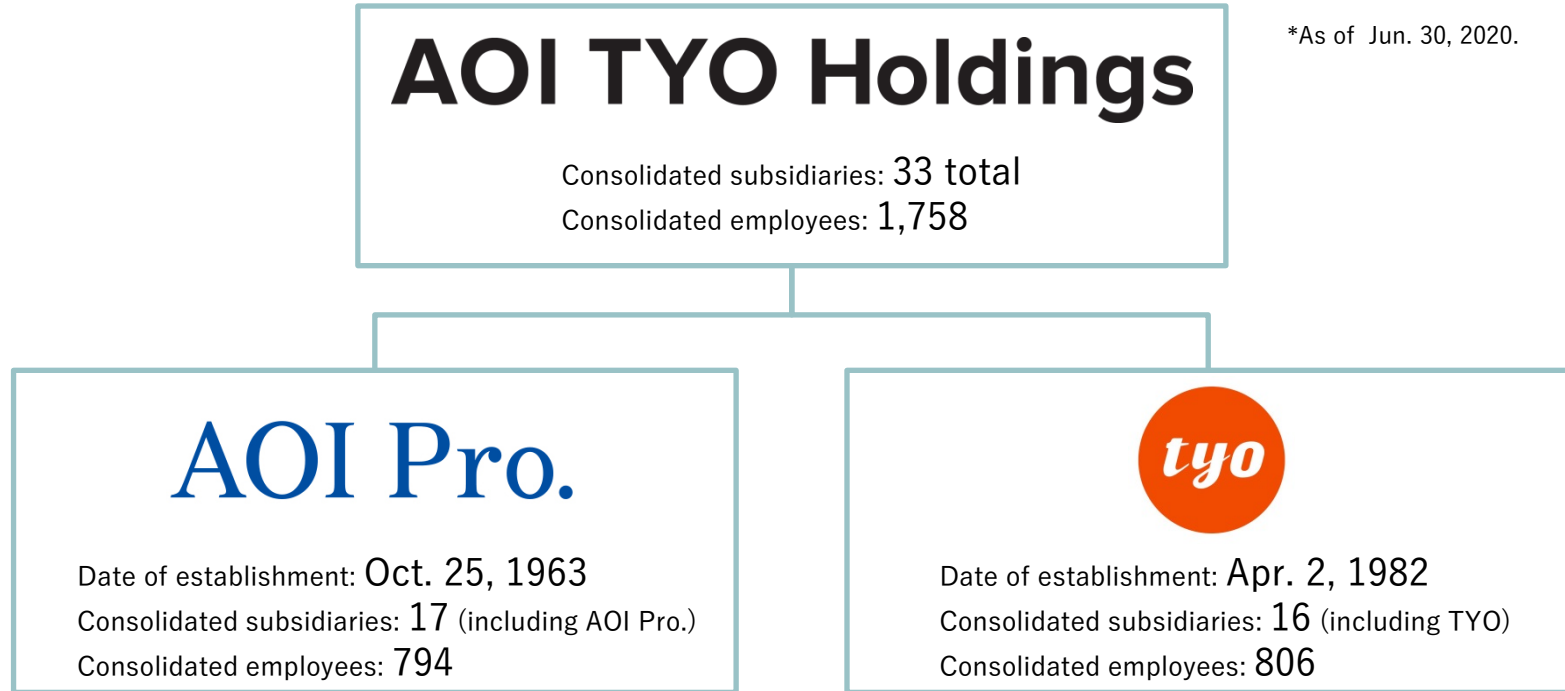 *As of Jun. 30, 2020.
AOI TYO Holdings
Consolidated subsidiaries: 33 total
Consolidated employees: 1,758
AOI Pro.
Date of establishment: Oct. 25, 1963
Consolidated subsidiaries: 17 (including AOI Pro.)
Consolidated employees: 794
tyo
Date of establishment: Apr. 2, 1982
Consolidated subsidiaries: 16 (including TYO)
Consolidated employees: 806